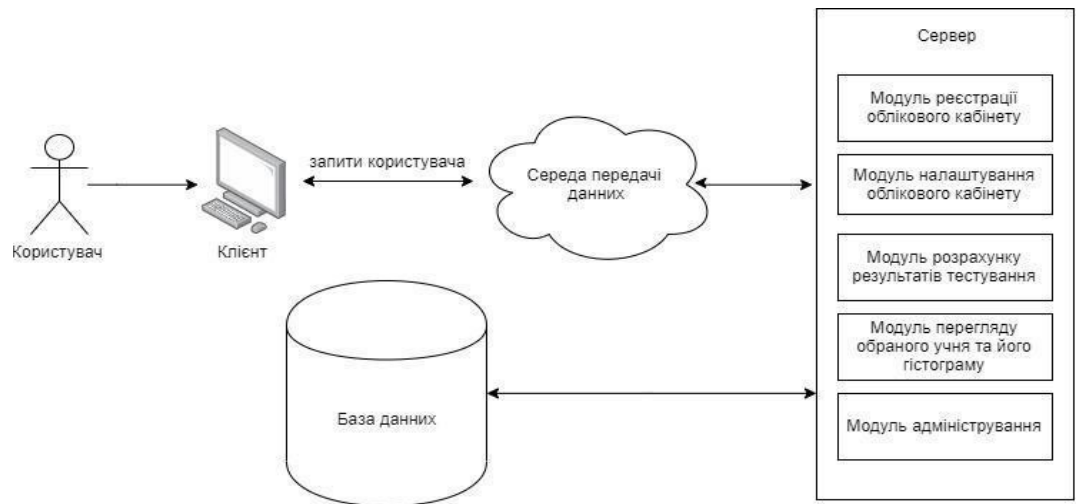 Сервер
Модуль реєстрації
облікового кабінету
Модуль налаштування
облікового кабінету
Модуль розрахунку
результатів тестування
Модуль перегляду
обраного учня та його
гістограму
Модуль адміністрування
запити користувача
Середа передачі
данних
Користувач
Клієнт
База данних